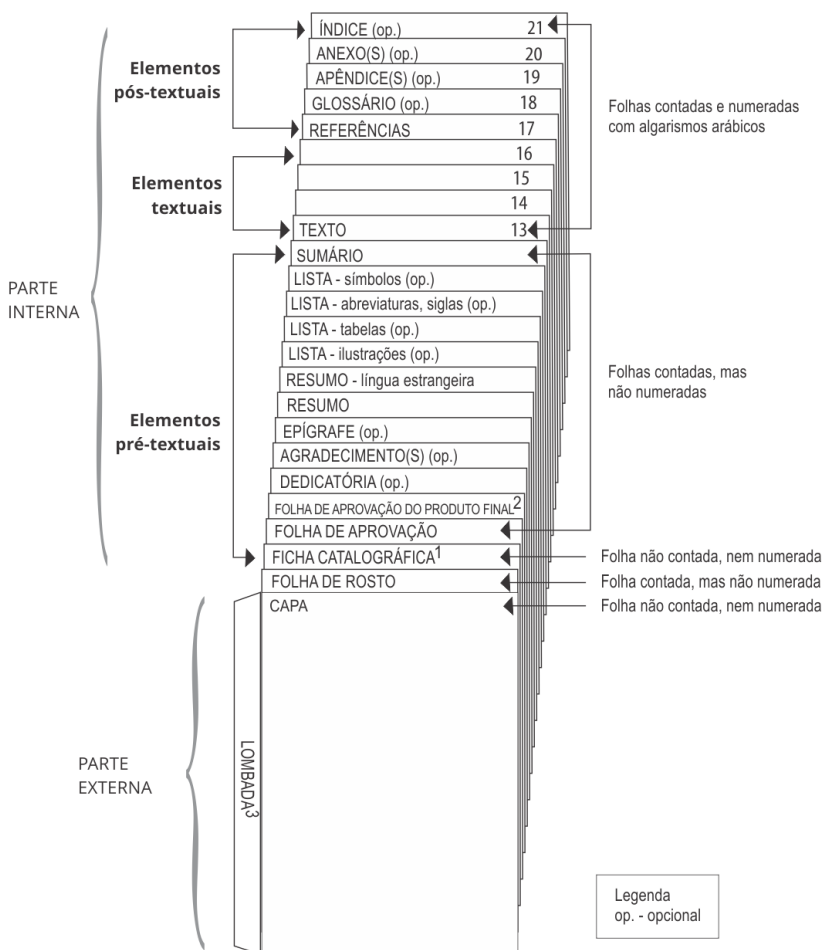 ÍNDICE (op.) 21
ANEXO(S) (op.) 20
APÊNDICE(S) (op.) 19
GLOSSÁRIO (op.) 18
REFERÊNCIAS 17
16
15
14
TEXTO 13
SUMÁRIO
LISTA - símbolos (op.)
LISTA - abreviaturas, siglas (op.)
LISTA - tabelas (op.)
LISTA - ilustrações (op.)
RESUMO - língua estrangeira
RESUMO
EPÍGRAFE (op.)
AGRADECIMENTO(S) (op.)
DEDICATÓRIA (op.)
FOLHA DE APROVAÇÃO DO PRODUTO FINAL2
FOLHA DE APROVAÇÃO
FICHA CATALOGRÁFICA1
FOLHA DE ROSTO
CAPA
LOMBADA3
Elementos
pós-textuais
Elementos
textuais
Elementos
pré-textuais
PARTE
INTERNA
PARTE
EXTERNA
Folhas contadas e numeradas
com algarismos arábicos
Folhas contadas, mas
não numeradas
Folha não contada, nem numerada
Folha contada, mas não numerada
Folha não contada, nem numerada
Legenda
op. - opcional